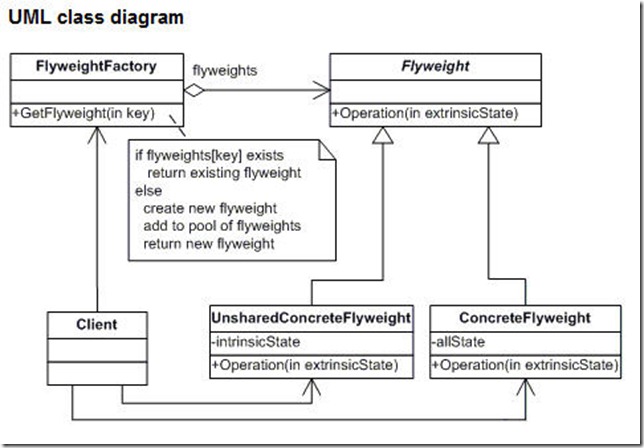 UML class diagram
FlyweightFactory
+GetFlyweight(in key)
flyweights
Flyweight
+Operation(in extrinsicState)
if flyweights[key] exists
return existing flyweight
else
create new flyweight
add to pool of flyweights
return new flyweight
Client
UnsharedConcreteFlyweight
-intrinsicState
+Operation(in extrinsicState)
ConcreteFlyweight
-allState
+Operation(in extrinsicState)